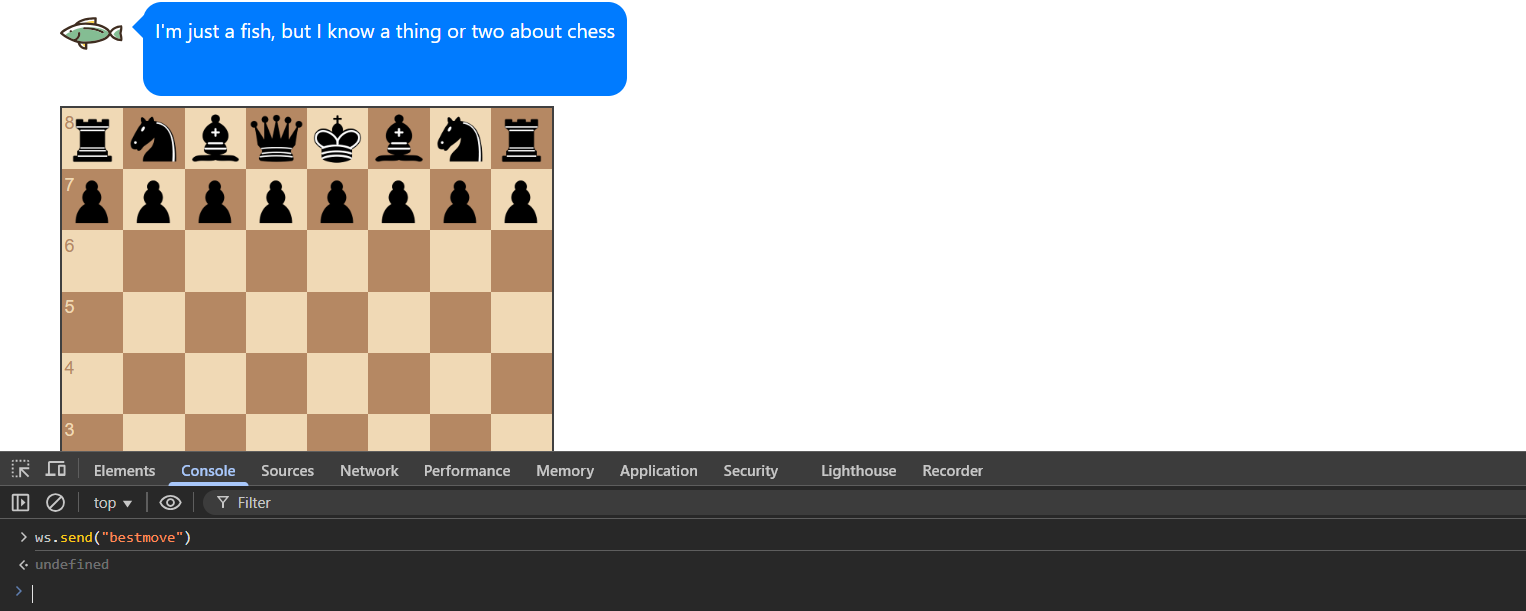 I'm just a fish, but I know a thing or two about chess
8
7
6
5
4
3
Elements Console Sources Network Performance Memory Application Security Lighthouse Recorder
top Filter
ws.send("bestmove")
undefined